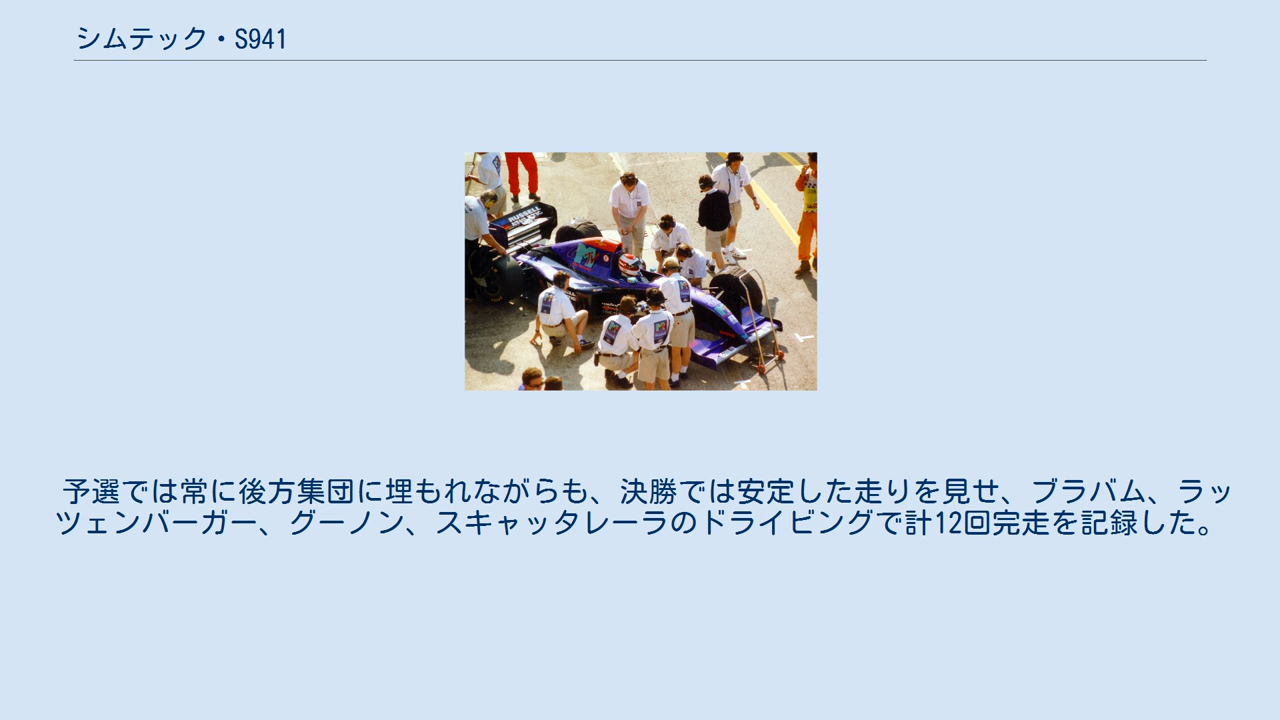 シムテック・S941
RUSSELL
予選では常に後方集団に埋もれながらも、決勝では安定した走りを見せ、ブラバム、ラッ
ツェンバーガー、グーノン、スキャッタレーラのドライビングで計12回完走を記録した。